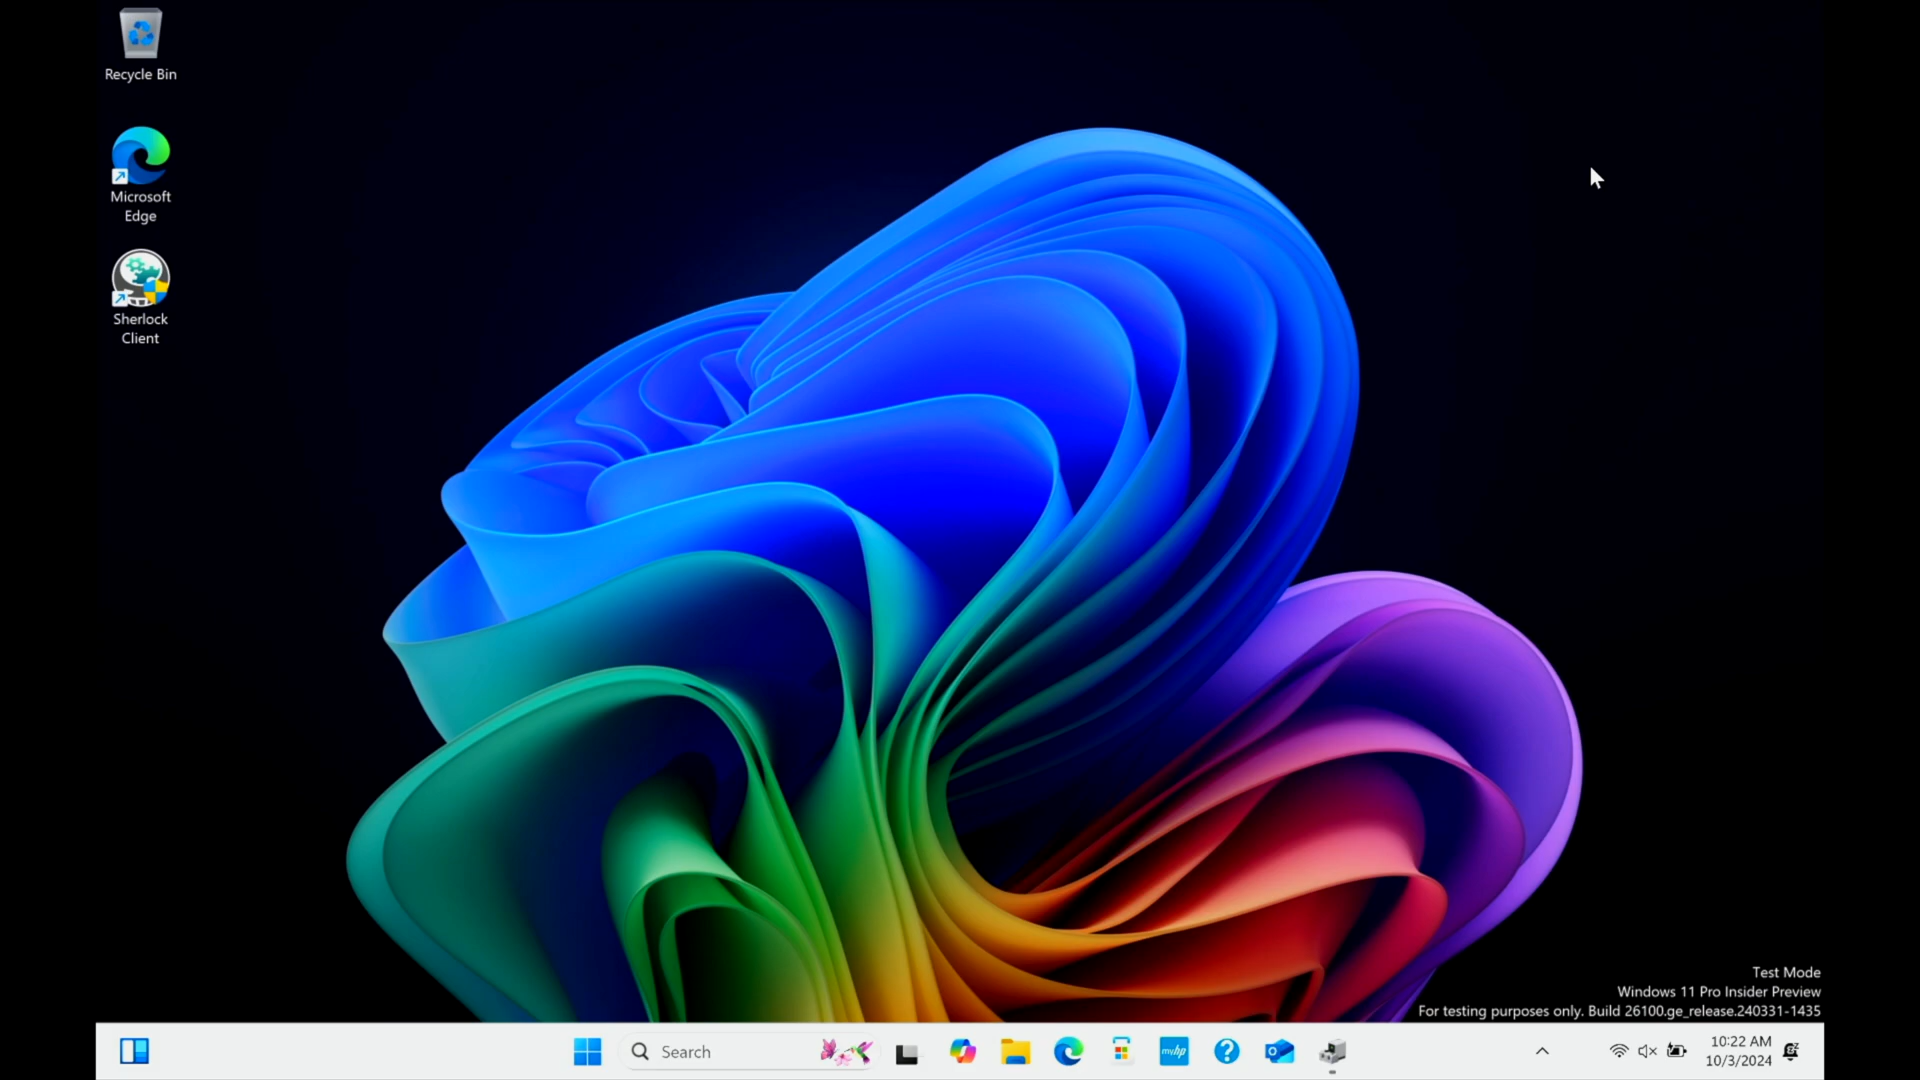 Recycle Bin
Microsoft
Edge
Sherlock
Client
Test Mode
Windows 11 Pro Insider Preview
For testing purposes only. Build 26100.ge_release.240331-1435
Search
myhp
10:22 AM
10/3/2024